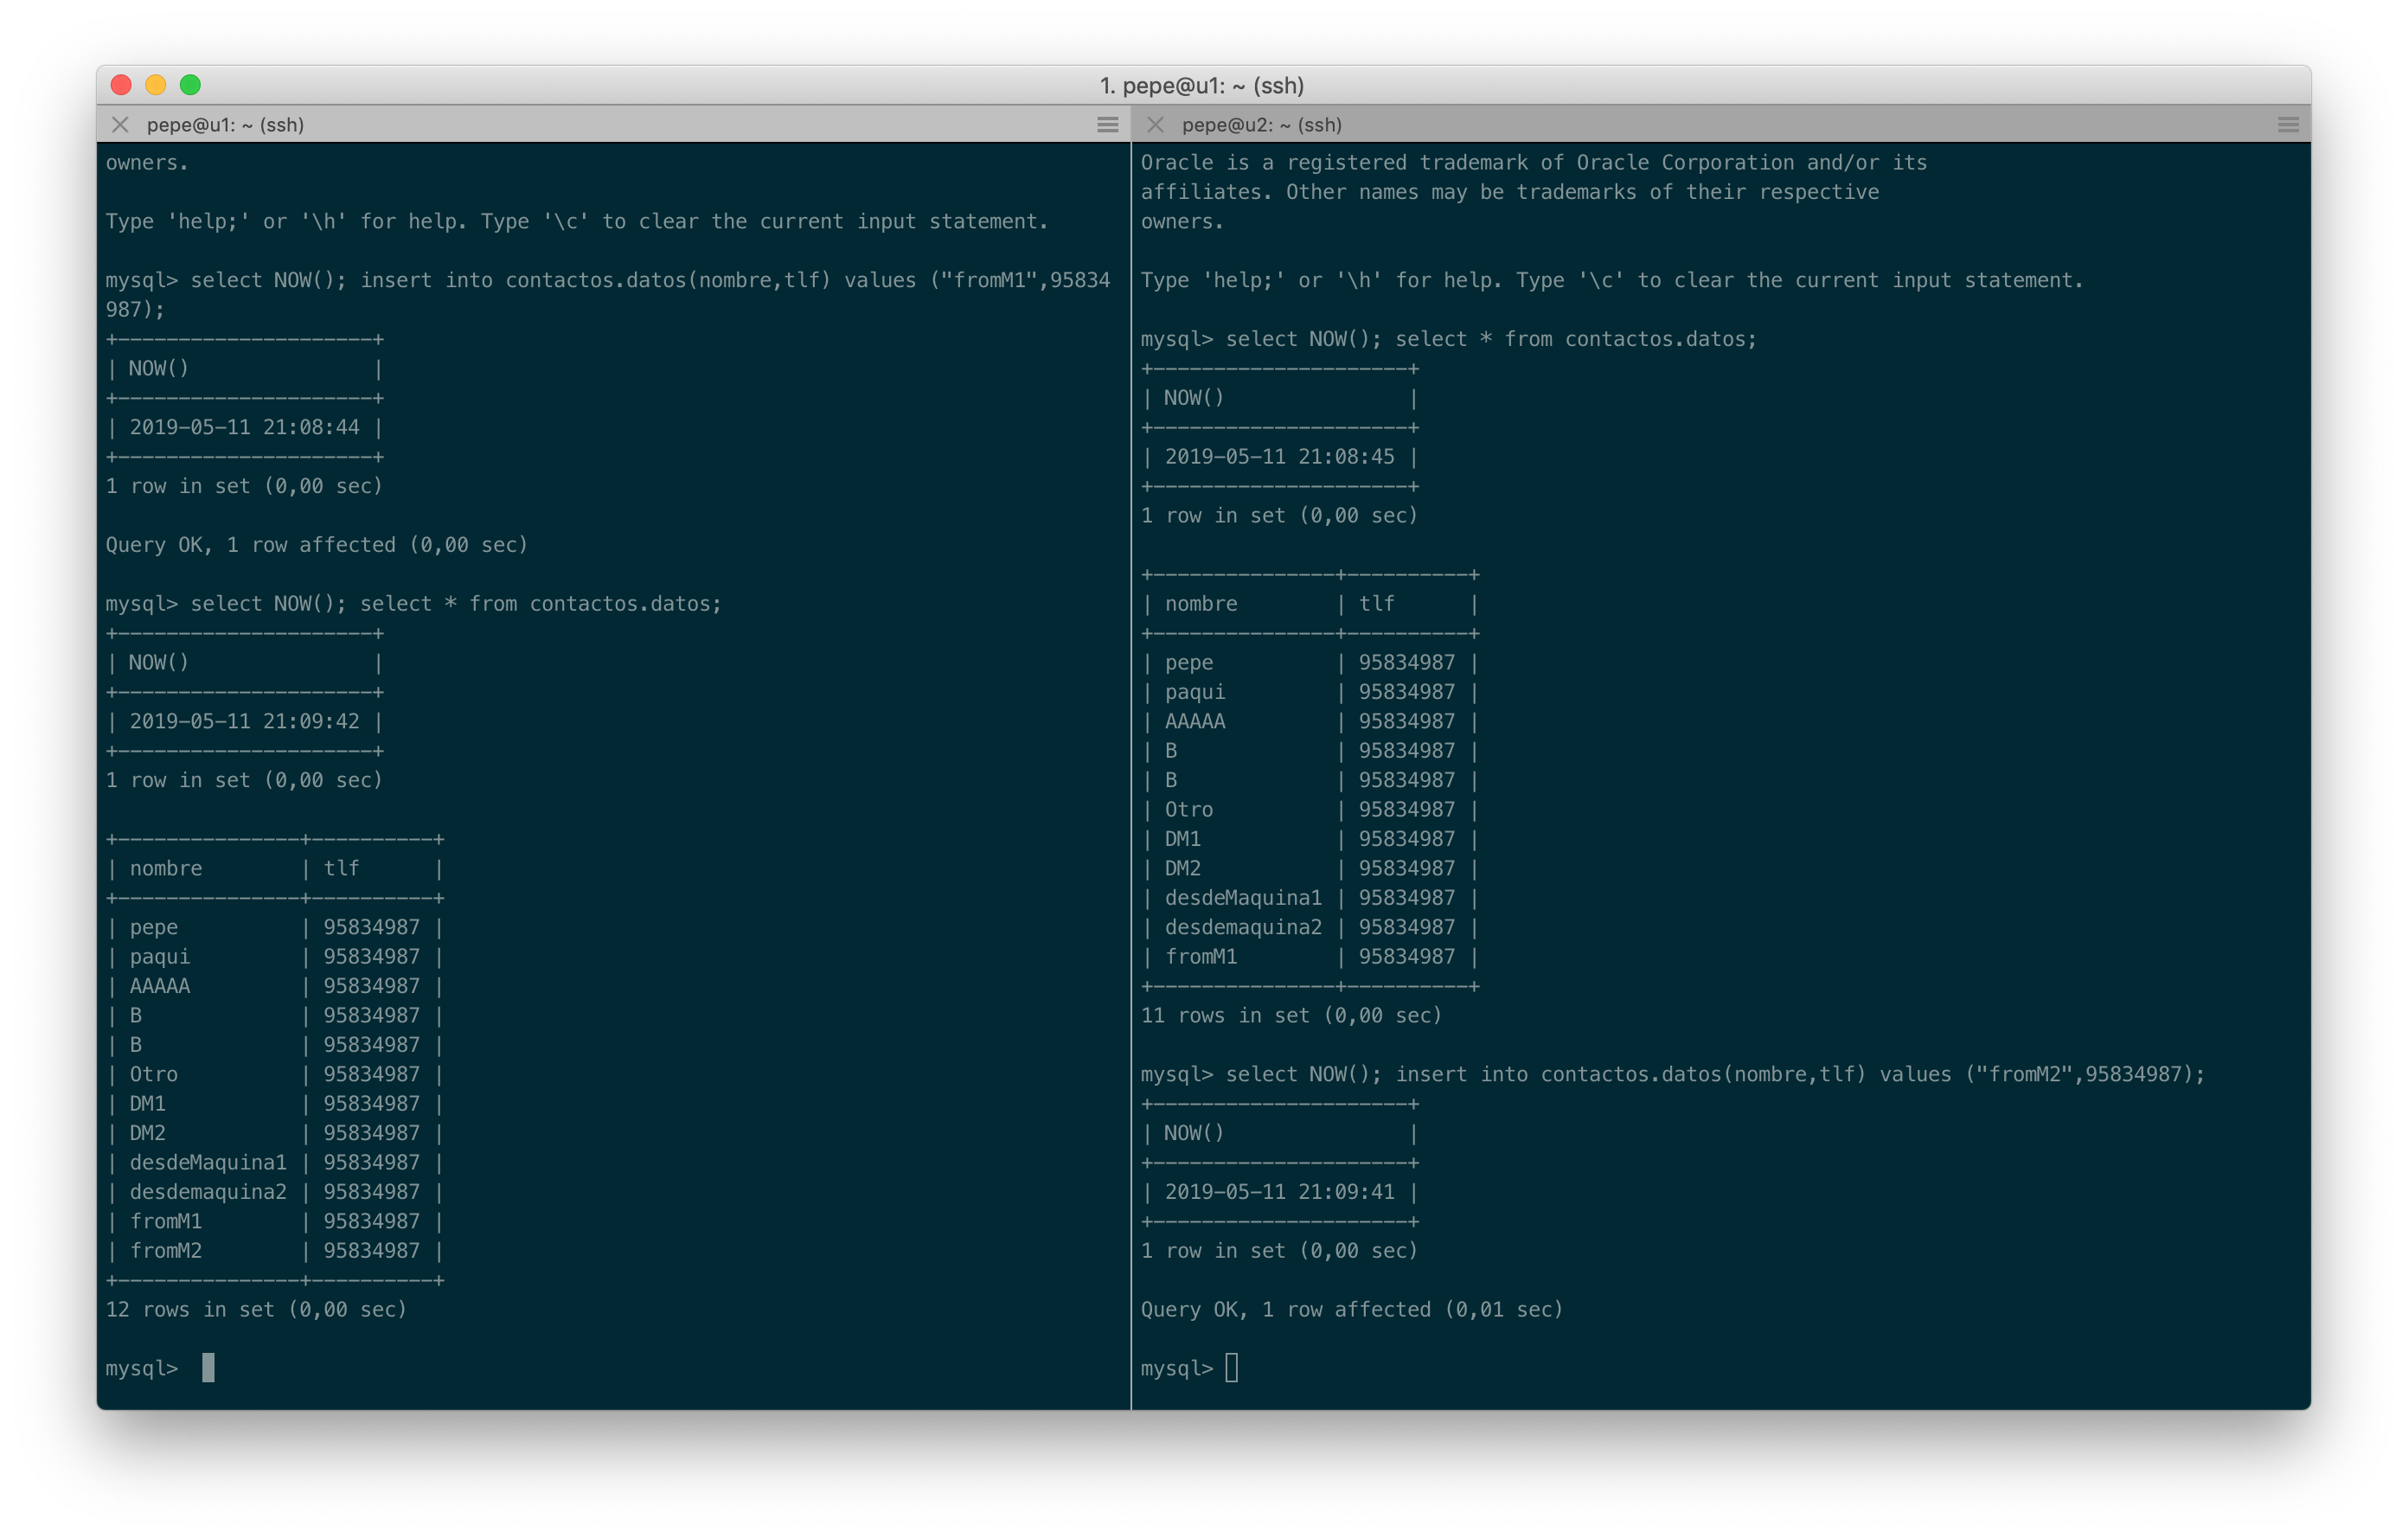 1. pepe@u1: ~ (ssh)
pepe@u1: ~ (ssh)
owners.
Type 'help;' or '\h' for help. Type '\c' to clear the current input statement.
mysql> select NOW(); insert into contactos.datos(nombre,tlf) values ("fromM1",95834
987);
+---------------------+
| NOW()               |
+---------------------+
| 2019-05-11 21:08:44 |
+---------------------+
1 row in set (0,00 sec)
Query OK, 1 row affected (0,00 sec)
mysql> select NOW(); select * from contactos.datos;
+---------------------+
| NOW()               |
+---------------------+
| 2019-05-11 21:09:42 |
+---------------------+
1 row in set (0,00 sec)
+---------------+----------+
| nombre        | tlf      |
+---------------+----------+
| pepe          | 95834987 |
| paqui         | 95834987 |
| AAAAA         | 95834987 |
| B             | 95834987 |
| B             | 95834987 |
| Otro          | 95834987 |
| DM1           | 95834987 |
| DM2           | 95834987 |
| desdeMaquina1 | 95834987 |
| desdemaquina2 | 95834987 |
| fromM1        | 95834987 |
| fromM2        | 95834987 |
+---------------+----------+
12 rows in set (0,00 sec)
mysql>
pepe@u2: ~ (ssh)
Oracle is a registered trademark of Oracle Corporation and/or its
affiliates. Other names may be trademarks of their respective
owners.
Type 'help;' or '\h' for help. Type '\c' to clear the current input statement.
mysql> select NOW(); select * from contactos.datos;
+---------------------+
| NOW()               |
+---------------------+
| 2019-05-11 21:08:45 |
+---------------------+
1 row in set (0,00 sec)
+---------------+----------+
| nombre        | tlf      |
+---------------+----------+
| pepe          | 95834987 |
| paqui         | 95834987 |
| AAAAA         | 95834987 |
| B             | 95834987 |
| B             | 95834987 |
| Otro          | 95834987 |
| DM1           | 95834987 |
| DM2           | 95834987 |
| desdeMaquina1 | 95834987 |
| desdemaquina2 | 95834987 |
| fromM1        | 95834987 |
+---------------+----------+
11 rows in set (0,00 sec)
mysql> select NOW(); insert into contactos.datos(nombre,tlf) values ("fromM2",95834987);
+---------------------+
| NOW()               |
+---------------------+
| 2019-05-11 21:09:41 |
+---------------------+
1 row in set (0,00 sec)
Query OK, 1 row affected (0,01 sec)
mysql>